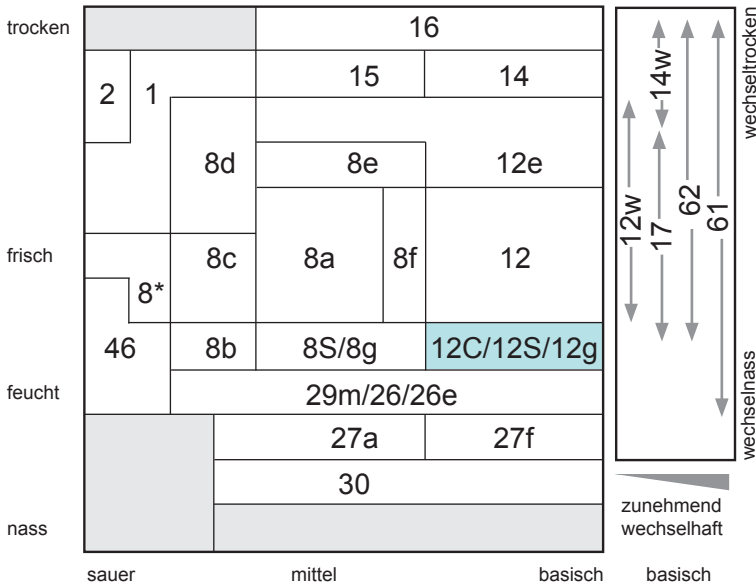 trocken
16
15
14
2
1
8d
8e
12e
frisch
8c
8a
8f
12
8*
46
8b
8S/8g
12C/12S/12g
feucht
29m/26/26e
27a
27f
30
nass
sauer
mittel
basisch
wechseltrocken
14w
12w
17
62
61
wechselnass
zunehmend
wechselhaft
basisch